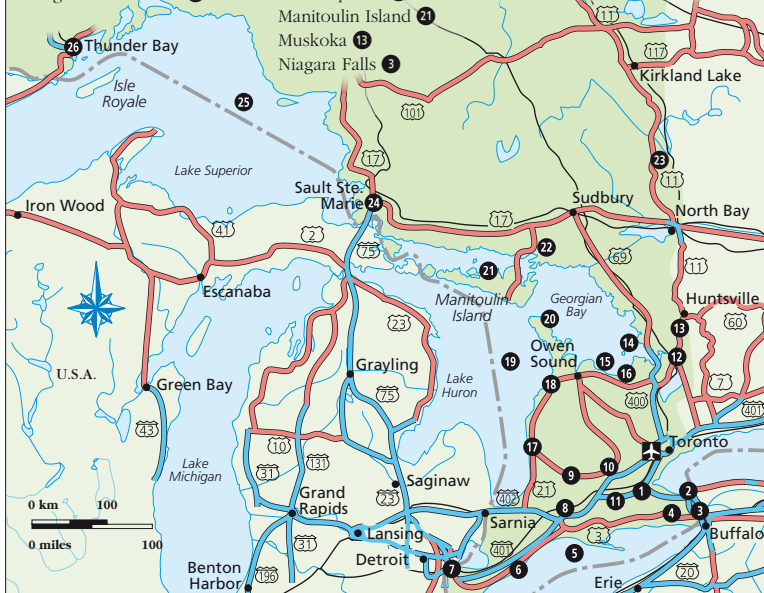 Manitoulin Island 21
Muskoka 13
Niagara Falls 3
11
117
26 Thunder Bay
Kirkland Lake
Isle
Royale
25
101
17
23
11
Lake Superior
Sault Ste.
Marie 24
Iron Wood
Sudbury
17
North Bay
41
2
75
22
69
21
11
Escanaba
Manitoulin
Island
Georgian
Bay
Huntsville
20
23
13
60
14
Owen
Sound
19
15
16
12
U.S.A.
Grayling
18
7
Green Bay
75
Lake
Huron
400
401
43
10
17
Toronto
31
131
Lake
Michigan
9
10
Saginaw
23
402
21
1
2
11
0 km 100
Grand
Rapids
8
4
3
Sarnia
Buffalo
0 miles 100
31
Lansing
401
3
5
Detroit
Benton
Harbor
196
7
6
20
Erie